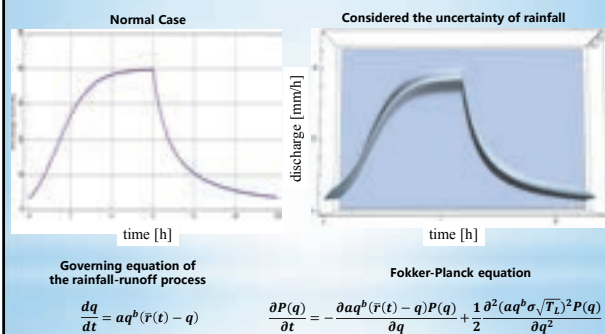 Normal Case
Considered the uncertainty of rainfall
discharge [mm/h]
time [h]
time [h]
Governing equation of
the rainfall-runoff process
Fokker-Planck equation
dq/dt = aq^b(r̄(t) − q)
∂P(q)/∂t = −∂aq^b(r̄(t) − q)P(q)/∂q + 1/2 ∂²(aq^bσ√T_L)²P(q)/∂q²